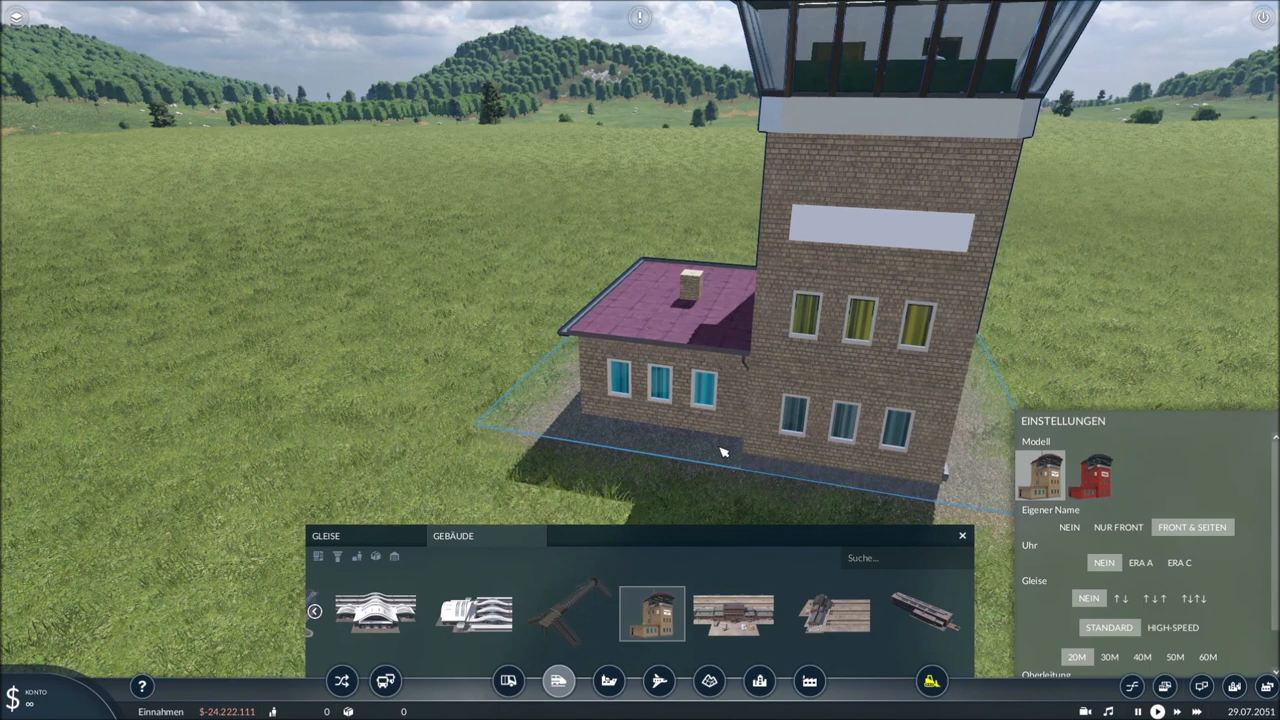 EINSTELLUNGEN
Modell
Eigener Name
NEIN NUR FRONT FRONT & SEITEN
Uhr
NEIN ERA A ERA C
Gleise
NEIN ↑↓ ↑↓↑ ↑↓↑↓
STANDARD HIGH-SPEED
20M 30M 40M 50M 60M
Oberleitung
GLEISE GEBÄUDE
Suche...
?
$ KONTO
∞
Einnahmen $-24.222.111 0 0 29.07.2051